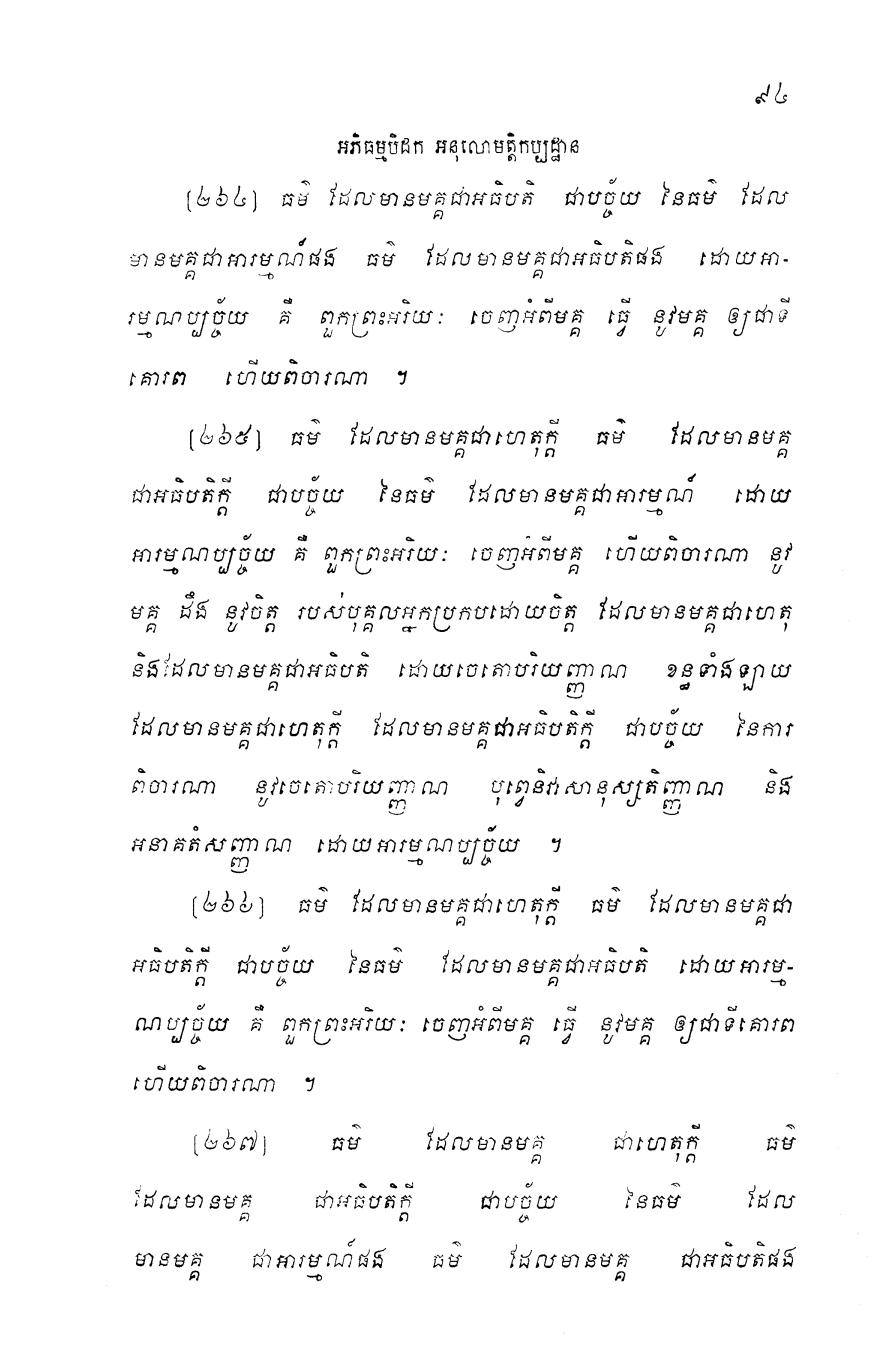 ៩៤
អភិធម្មបិដក អនុលោមត្តិកប្បដ្ឋាន
[២៦៤] ធម៌ ដែលមានមគ្គជាអធិបតិ ជាបច្ច័យ នៃធម៌ ដែល
មានមគ្គជាអារម្មណ៍ផង ធម៌ ដែលមានមគ្គជាអធិបតិផង ដោយអា-
រម្មណប្បច្ច័យ គឺ ពួកព្រះអរិយៈ ចេញអំពីមគ្គ ធ្វើ នូវមគ្គ ឲ្យជាទី
គោរព ហើយពិចារណា ។
[២៦៥] ធម៌ ដែលមានមគ្គជាហេតុក្តី ធម៌ ដែលមានមគ្គ
ជាអធិបតិក្តី ជាបច្ច័យ នៃធម៌ ដែលមានមគ្គជាអារម្មណ៍ ដោយ
អារម្មណប្បច្ច័យ គឺ ពួកព្រះអរិយៈ ចេញអំពីមគ្គ ហើយពិចារណា នូវ
មគ្គ ដឹង នូវចិត្ត របស់បុគ្គលអ្នកប្រកបដោយចិត្ត ដែលមានមគ្គជាហេតុ
និងដែលមានមគ្គជាអធិបតិ ដោយចេតោបរិយញ្ញាណ ខន្ធទាំងឡាយ
ដែលមានមគ្គជាហេតុក្តី ដែលមានមគ្គជាអធិបតិក្តី ជាបច្ច័យ នៃការ
ពិចារណា នូវចេតោបរិយញ្ញាណ បុព្វេនិវាសានុស្សតិញ្ញាណ និង
អនាគតំសញ្ញាណ ដោយអារម្មណប្បច្ច័យ ។
[២៦៦] ធម៌ ដែលមានមគ្គជាហេតុក្តី ធម៌ ដែលមានមគ្គជា
អធិបតិក្តី ជាបច្ច័យ នៃធម៌ ដែលមានមគ្គជាអធិបតិ ដោយអារម្ម-
ណប្បច្ច័យ គឺ ពួកព្រះអរិយៈ ចេញអំពីមគ្គ ធ្វើ នូវមគ្គ ឲ្យជាទីគោរព
ហើយពិចារណា ។
[២៦៧] ធម៌ ដែលមានមគ្គ ជាហេតុក្តី ធម៌
ដែលមានមគ្គ ជាអធិបតិក្តី ជាបច្ច័យ នៃធម៌ ដែល
មានមគ្គ ជាអារម្មណ៍ផង ធម៌ ដែលមានមគ្គ ជាអធិបតិផង